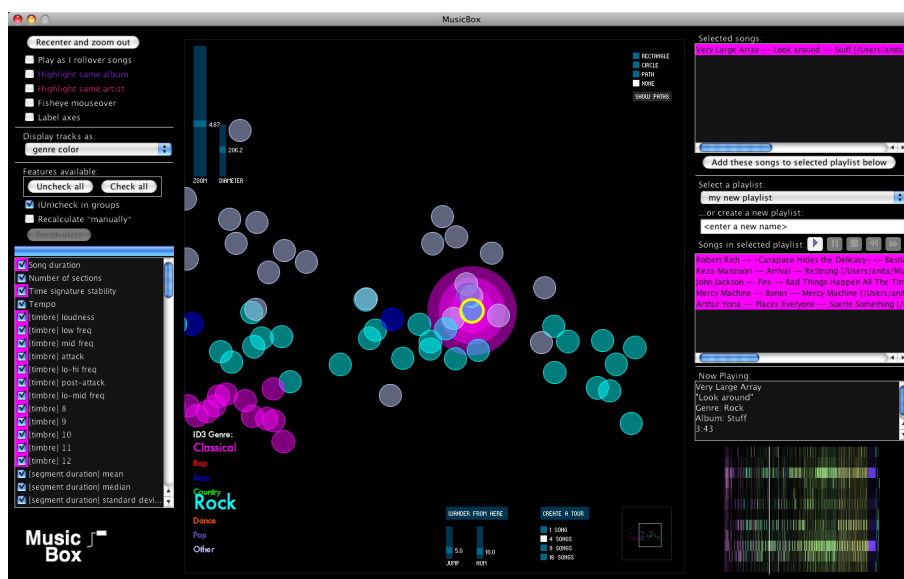 MusicBox
Recenter and zoom out
Play as I rollover songs
Highlight same album
Highlight same artist
Fisheye mouseover
Label axes
Display tracks as:
genre color
Features available:
Uncheck all
Check all
(Un)check in groups
Recalculate "manually"
Recalculate
Song duration
Number of sections
Time signature stability
Tempo
[timbre] loudness
[timbre] low freq
[timbre] mid freq
[timbre] attack
[timbre] lo-hi freq
[timbre] post-attack
[timbre] lo-mid freq
[timbre] 8
[timbre] 9
[timbre] 10
[timbre] 11
[timbre] 12
[segment duration] mean
[segment duration] median
[segment duration] standard devi...
Music
Box
4.87
206.2
ZOOM
DIAMETER
RECTANGLE
CIRCLE
PATH
NONE
SHOW PATHS
ID3 Genre:
Classical
Rap
Jazz
Country
Rock
Dance
Pop
Other
WANDER FROM HERE
5.0
10.0
JUMP
NUM
CREATE A TOUR
1 SONG
4 SONGS
9 SONGS
16 SONGS
Selected songs:
Very Large Array -- Look around -- Stuff [/Users/anita/
Add these songs to selected playlist below
Select a playlist:
my new playlist
...or create a new playlist:
<enter a new name>
Songs in selected playlist:
Robert Rich -- -Carapace Hides the Delicacy- -- Bestia
Reza Manzoori -- Arrival -- ReStrung [/Users/anita/Mu
John Jackson -- Fire -- Bad Things Happen All The Tim
Mercy Machine -- Bones -- Mercy Machine [/Users/anit
Arthur Yoria -- Places Everyone -- Suerte Something [/
Now Playing:
Very Large Array
"Look around"
Genre: Rock
Album: Stuff
3:43